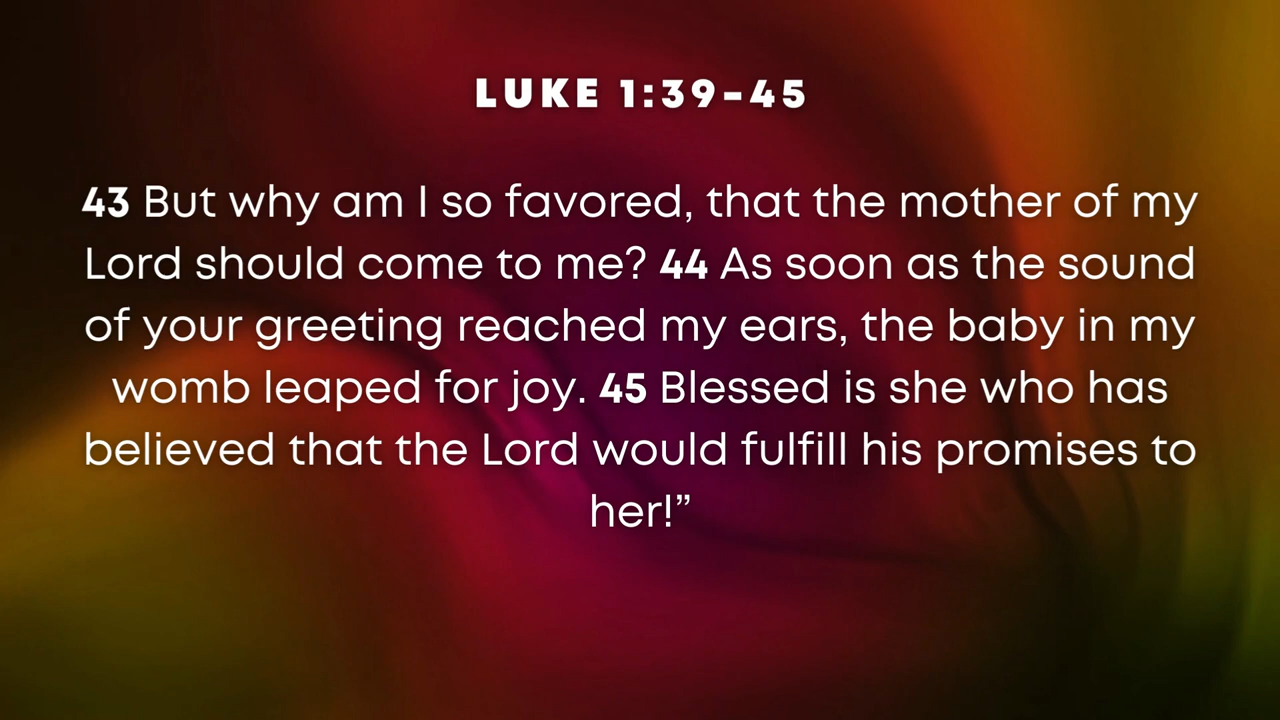 LUKE 1:39-45
43 But why am I so favored, that the mother of my
Lord should come to me? 44 As soon as the sound
of your greeting reached my ears, the baby in my
womb leaped for joy. 45 Blessed is she who has
believed that the Lord would fulfill his promises to
her!”